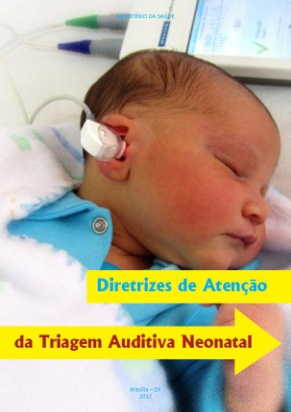 MINISTÉRIO DA SAÚDE
Diretrizes de Atenção
da Triagem Auditiva Neonatal
Brasília – DF
2012